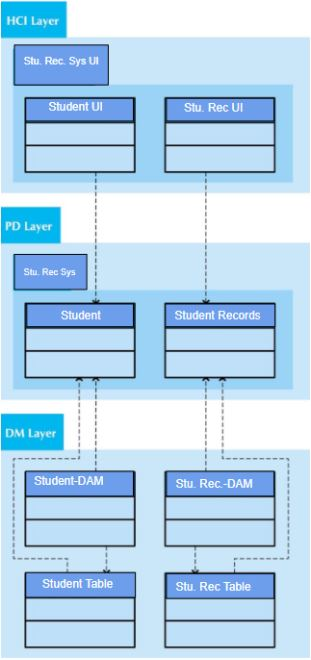 HCI Layer
Stu. Rec. Sys UI
Student UI
Stu. Rec UI
PD Layer
Stu. Rec Sys
Student
Student Records
DM Layer
Student-DAM
Stu. Rec.-DAM
Student Table
Stu. Rec Table